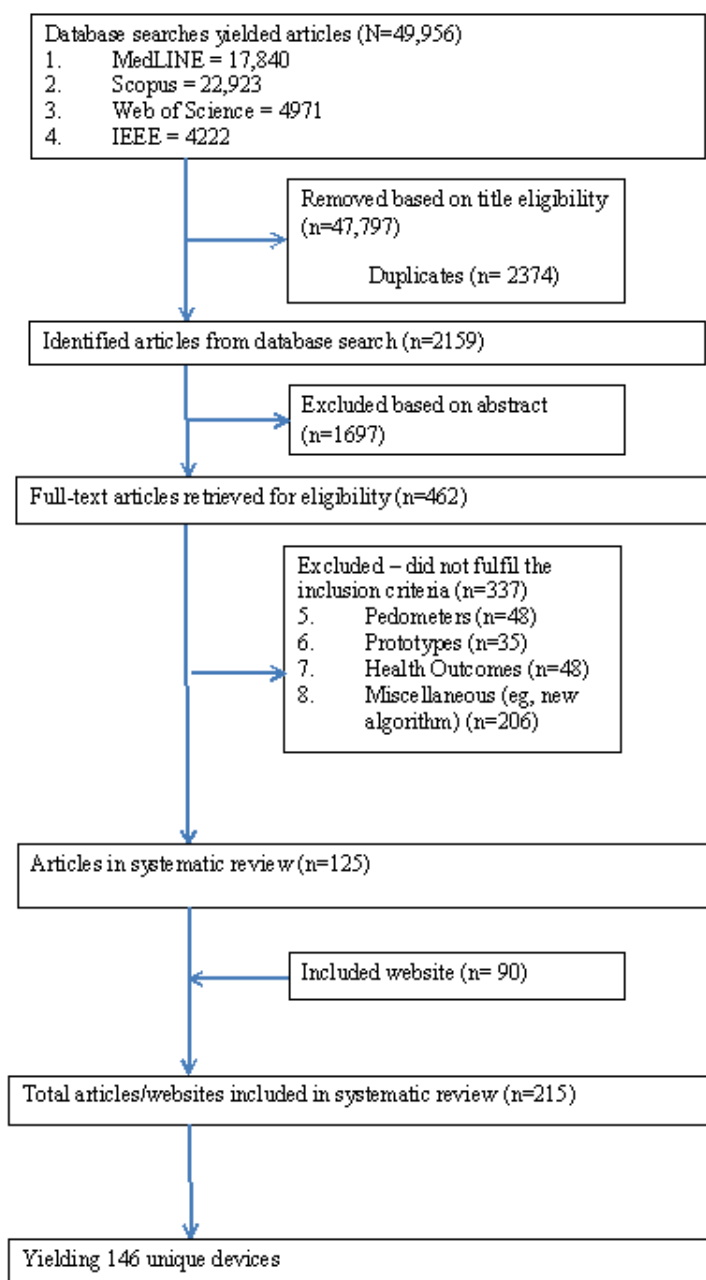 Database searches yielded articles (N=49,956)
1. MedLINE = 17,840
2. Scopus = 22,923
3. Web of Science = 4971
4. IEEE = 4222
Removed based on title eligibility
(n=47,797)
Duplicates (n= 2374)
Identified articles from database search (n=2159)
Excluded based on abstract
(n=1697)
Full-text articles retrieved for eligibility (n=462)
Excluded – did not fulfil the
inclusion criteria (n=337)
5. Pedometers (n=48)
6. Prototypes (n=35)
7. Health Outcomes (n=48)
8. Miscellaneous (eg, new
algorithm) (n=206)
Articles in systematic review (n=125)
Included website (n= 90)
Total articles/websites included in systematic review (n=215)
Yielding 146 unique devices